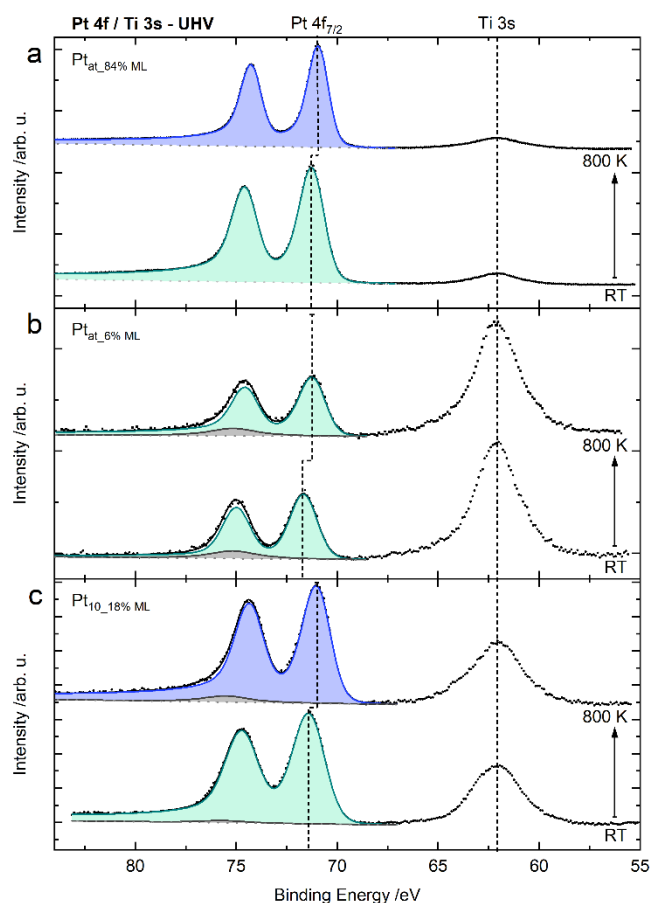 Pt 4f / Ti 3s - UHV Pt 4f7/2 Ti 3s
a
Ptat_84% ML
Intensity /arb. u.
800 K
RT
b
Ptat_6% ML
Intensity /arb. u.
800 K
RT
c
Pt10_18% ML
Intensity /arb. u.
800 K
RT
80 75 70 65 60 55
Binding Energy /eV